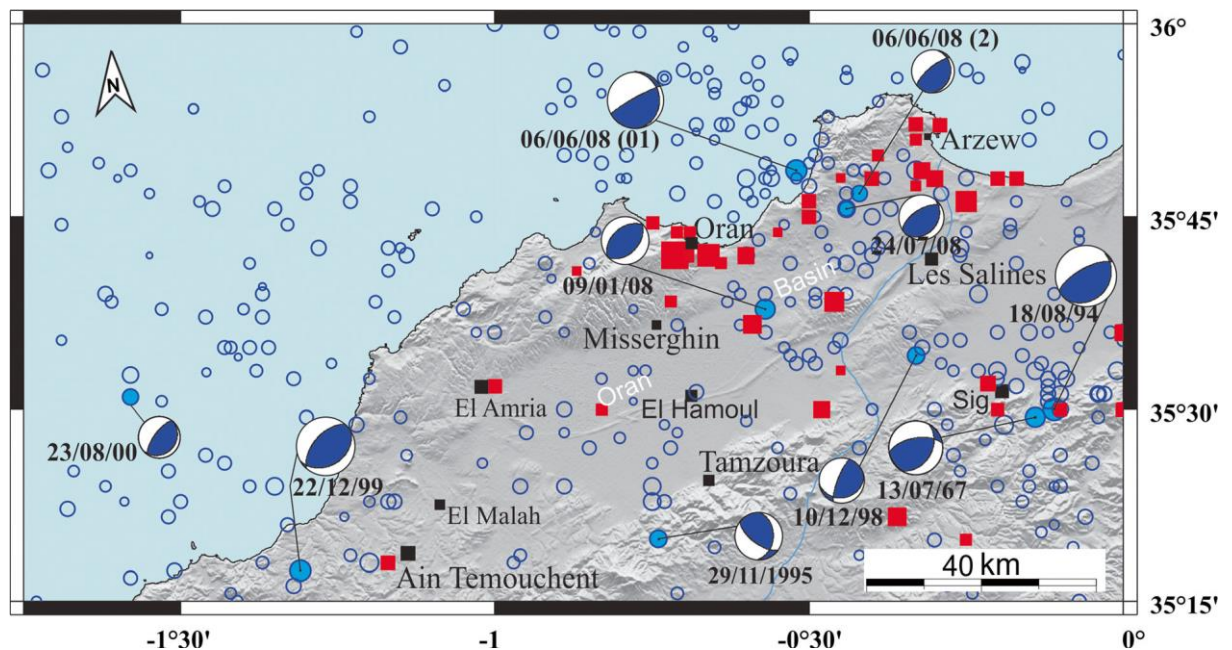 36°
06/06/08 (2)
N
06/06/08 (01)
Arzew
35°45'
Oran
24/07/08
Les Salines
09/01/08
Basin
18/08/94
Misserghin
Oran
El Amria
El Hamoul
Sig
35°30'
23/08/00
22/12/99
Tamzoura
13/07/67
10/12/98
El Malah
Ain Temouchent
29/11/1995
40 km
35°15'
-1°30'
-1
-0°30'
0°